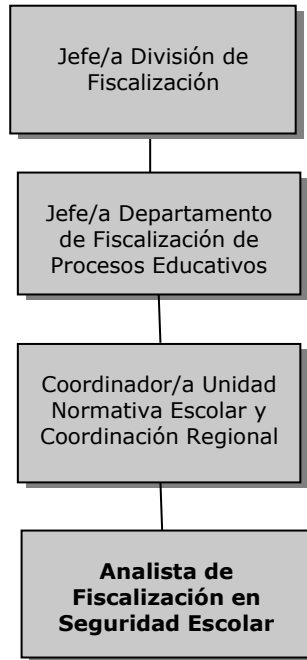 Jefe/a División de
Fiscalización
Jefe/a Departamento
de Fiscalización de
Procesos Educativos
Coordinador/a Unidad
Normativa Escolar y
Coordinación Regional
Analista de
Fiscalización en
Seguridad Escolar